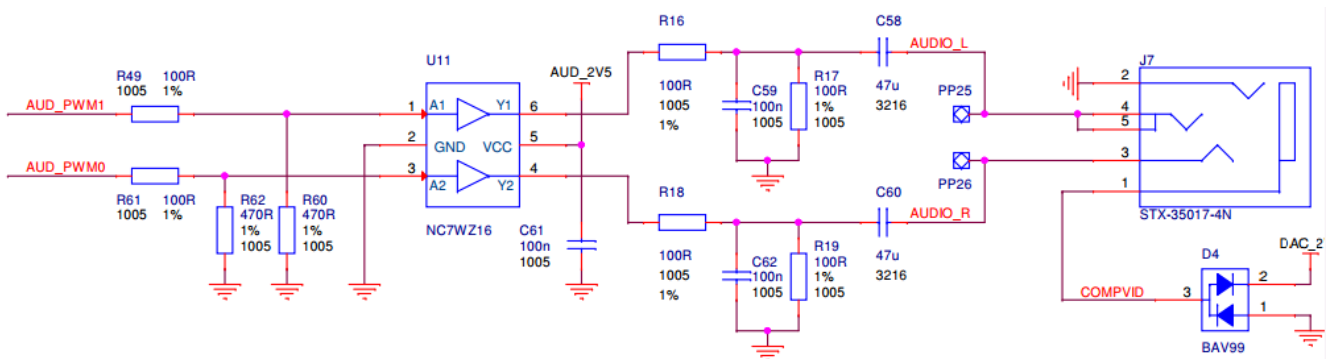 AUD_PWM1
R49 100R
1005 1%
AUD_PWM0
R61 100R
1005 1%
R62
470R
1%
1005
R60
470R
1%
1005
U11
1 A1 Y1 6
2 GND VCC 5
3 A2 Y2 4
NC7WZ16
AUD_2V5
C61
100n
1005
R16
100R
1005
1%
C59
100n
1005
R17
100R
1%
1005
C58
47u
3216
AUDIO_L
R18
100R
1005
1%
C62
100n
1005
R19
100R
1%
1005
C60
47u
3216
AUDIO_R
PP25
PP26
J7
2
4
5
3
1
STX-35017-4N
COMPVID
D4
3
2
1
BAV99
DAC_2